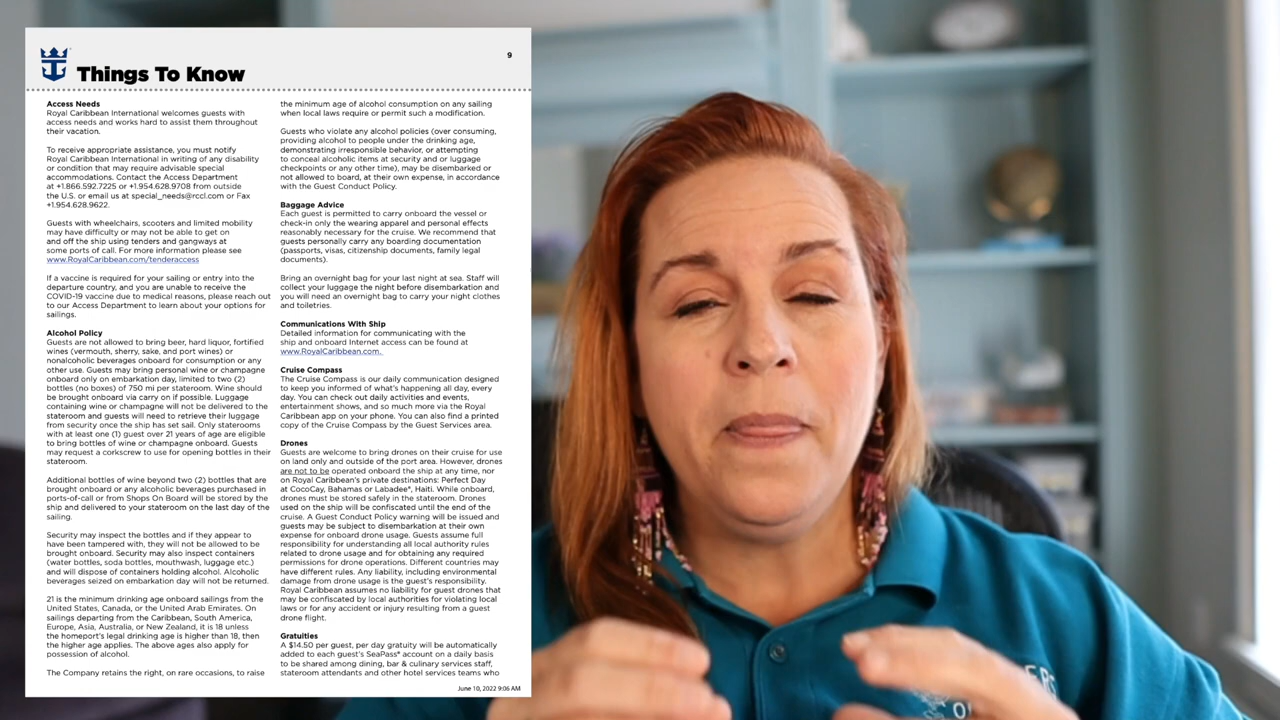 9
Things To Know
Access Needs
Royal Caribbean International welcomes guests with
access needs and works hard to assist them throughout
their vacation.
To receive appropriate assistance, you must notify
Royal Caribbean International in writing of any disability
or condition that may require advisable special
accommodations. Contact the Access Department
at +1.866.592.7225 or +1.954.628.9708 from outside
the U.S. or email us at special_needs@rccl.com or Fax
+1.954.628.9622.
Guests with wheelchairs, scooters and limited mobility
may have difficulty or may not be able to get on
and off the ship using tenders and gangways at
some ports of call. For more information please see
www.RoyalCaribbean.com/tenderaccess
If a vaccine is required for your sailing or entry into the
departure country, and you are unable to receive the
COVID-19 vaccine due to medical reasons, please reach out
to our Access Department to learn about your options for
sailings.
Alcohol Policy
Guests are not allowed to bring beer, hard liquor, fortified
wines (vermouth, sherry, sake, and port wines) or
nonalcoholic beverages onboard for consumption or any
other use. Guests may bring personal wine or champagne
onboard only on embarkation day, limited to two (2)
bottles (no boxes) of 750 mi per stateroom. Wine should
be brought onboard via carry on if possible. Luggage
containing wine or champagne will not be delivered to the
stateroom and guests will need to retrieve their luggage
from security once the ship has set sail. Only staterooms
with at least one (1) guest over 21 years of age are eligible
to bring bottles of wine or champagne onboard. Guests
may request a corkscrew to use for opening bottles in their
stateroom.
Additional bottles of wine beyond two (2) bottles that are
brought onboard or any alcoholic beverages purchased in
ports-of-call or from Shops On Board will be stored by the
ship and delivered to your stateroom on the last day of the
sailing.
Security may inspect the bottles and if they appear to
have been tampered with, they will not be allowed to be
brought onboard. Security may also inspect containers
(water bottles, soda bottles, mouthwash, luggage etc.)
and will dispose of containers holding alcohol. Alcoholic
beverages seized on embarkation day will not be returned.
21 is the minimum drinking age onboard sailings from the
United States, Canada, or the United Arab Emirates. On
sailings departing from the Caribbean, South America,
Europe, Asia, Australia, or New Zealand, it is 18 unless
the homeport's legal drinking age is higher than 18, then
the higher age applies. The above ages also apply for
possession of alcohol.
The Company retains the right, on rare occasions, to raise
the minimum age of alcohol consumption on any sailing
when local laws require or permit such a modification.
Guests who violate any alcohol policies (over consuming,
providing alcohol to people under the drinking age,
demonstrating irresponsible behavior, or attempting
to conceal alcoholic items at security and or luggage
checkpoints or any other time), may be disembarked or
not allowed to board, at their own expense, in accordance
with the Guest Conduct Policy.
Baggage Advice
Each guest is permitted to carry onboard the vessel or
check-in only the wearing apparel and personal effects
reasonably necessary for the cruise. We recommend that
guests personally carry any boarding documentation
(passports, visas, citizenship documents, family legal
documents).
Bring an overnight bag for your last night at sea. Staff will
collect your luggage the night before disembarkation and
you will need an overnight bag to carry your night clothes
and toiletries.
Communications With Ship
Detailed information for communicating with the
ship and onboard Internet access can be found at
www.RoyalCaribbean.com.
Cruise Compass
The Cruise Compass is our daily communication designed
to keep you informed of what's happening all day, every
day. You can check out daily activities and events,
entertainment shows, and so much more via the Royal
Caribbean app on your phone. You can also find a printed
copy of the Cruise Compass by the Guest Services area.
Drones
Guests are welcome to bring drones on their cruise for use
on land only and outside of the port area. However, drones
are not to be operated onboard the ship at any time, nor
on Royal Caribbean's private destinations: Perfect Day
at CocoCay, Bahamas or Labadee®, Haiti. While onboard,
drones must be stored safely in the stateroom. Drones
used on the ship will be confiscated until the end of the
cruise. A Guest Conduct Policy warning will be issued and
guests may be subject to disembarkation at their own
expense for onboard drone usage. Guests assume full
responsibility for understanding all local authority rules
related to drone usage and for obtaining any required
permissions for drone operations. Different countries may
have different rules. Any liability, including environmental
damage from drone usage is the guest's responsibility.
Royal Caribbean assumes no liability for guest drones that
may be confiscated by local authorities for violating local
laws or for any accident or injury resulting from a guest
drone flight.
Gratuities
A $14.50 per guest, per day gratuity will be automatically
added to each guest's SeaPass® account on a daily basis
to be shared among dining, bar & culinary services staff,
stateroom attendants and other hotel services teams who
June 10, 2022 9:06 AM